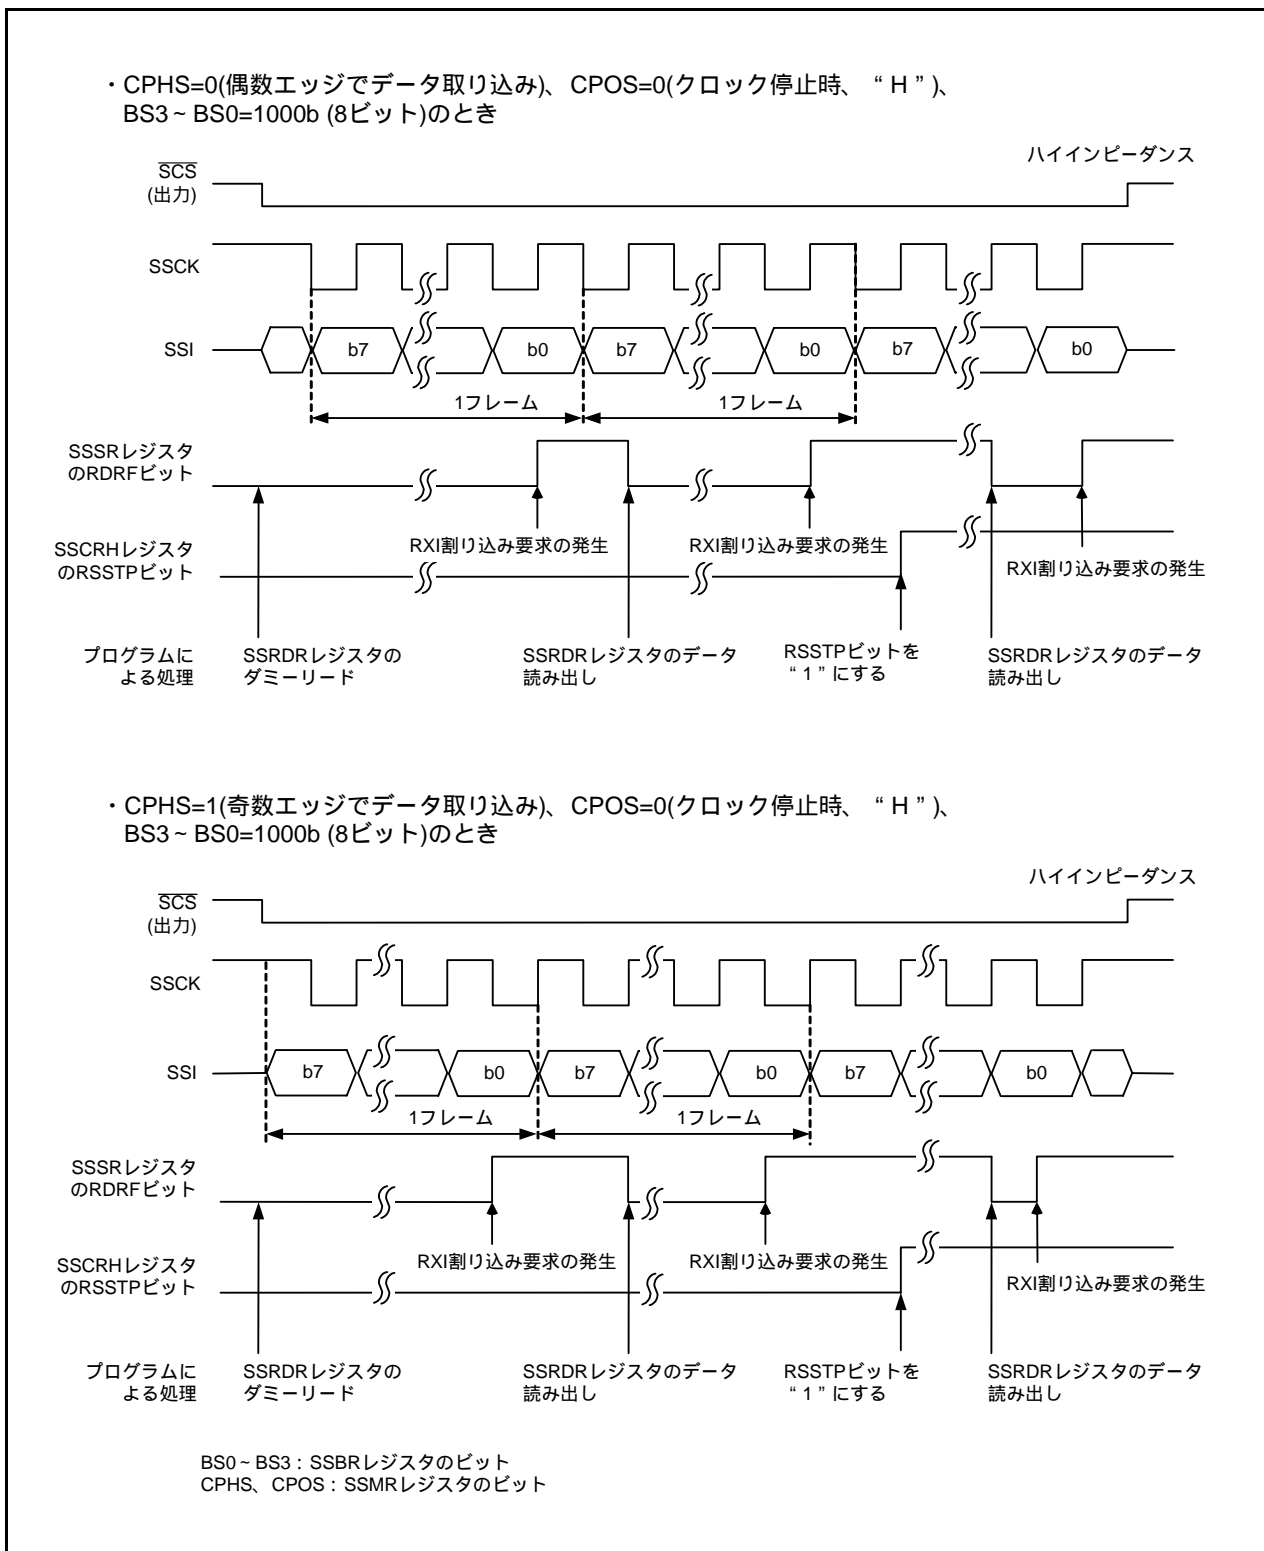 ・CPHS=0(偶数エッジでデータ取り込み)、CPOS=0(クロック停止時、“H”)、
BS3～BS0=1000b (8ビット)のとき
ハイインピーダンス
SCS
(出力)
SSCK
SSI
b7
b0
b7
b0
b7
b0
1フレーム
1フレーム
SSSRレジスタ
のRDRFビット
RXI割り込み要求の発生
RXI割り込み要求の発生
SSCRHレジスタ
のRSSTPビット
RXI割り込み要求の発生
プログラムに
よる処理
SSRDRレジスタの
ダミーリード
SSRDRレジスタのデータ
読み出し
RSSTPビットを
“1”にする
SSRDRレジスタのデータ
読み出し
・CPHS=1(奇数エッジでデータ取り込み)、CPOS=0(クロック停止時、“H”)、
BS3～BS0=1000b (8ビット)のとき
ハイインピーダンス
SCS
(出力)
SSCK
SSI
b7
b0
b7
b0
b7
b0
1フレーム
1フレーム
SSSRレジスタ
のRDRFビット
RXI割り込み要求の発生
RXI割り込み要求の発生
SSCRHレジスタ
のRSSTPビット
RXI割り込み要求の発生
プログラムに
よる処理
SSRDRレジスタの
ダミーリード
SSRDRレジスタのデータ
読み出し
RSSTPビットを
“1”にする
SSRDRレジスタのデータ
読み出し
BS0～BS3：SSBRレジスタのビット
CPHS、CPOS：SSMRレジスタのビット